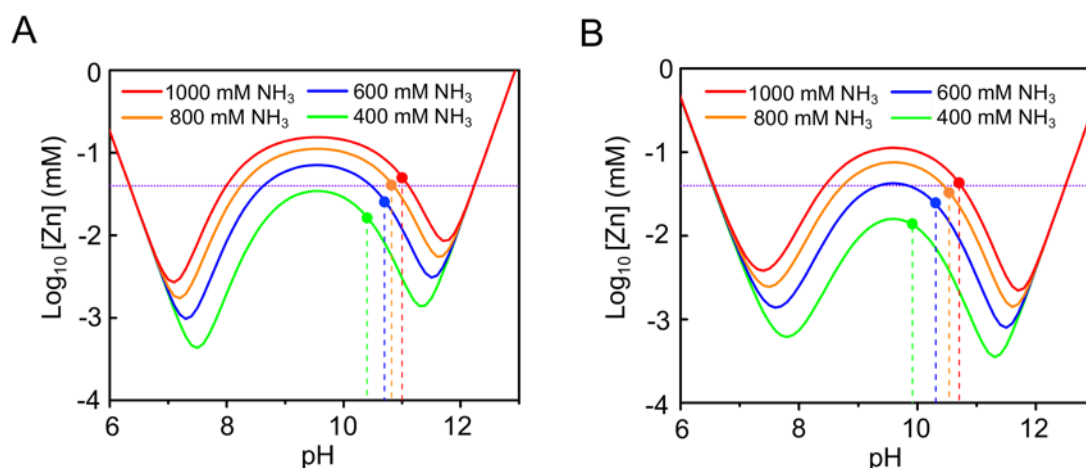 A
B
0
-1
-2
-3
-4
Log₁₀ [Zn] (mM)
1000 mM NH₃
800 mM NH₃
600 mM NH₃
400 mM NH₃
6
8
10
12
pH
0
-1
-2
-3
-4
Log₁₀ [Zn] (mM)
1000 mM NH₃
800 mM NH₃
600 mM NH₃
400 mM NH₃
6
8
10
12
pH